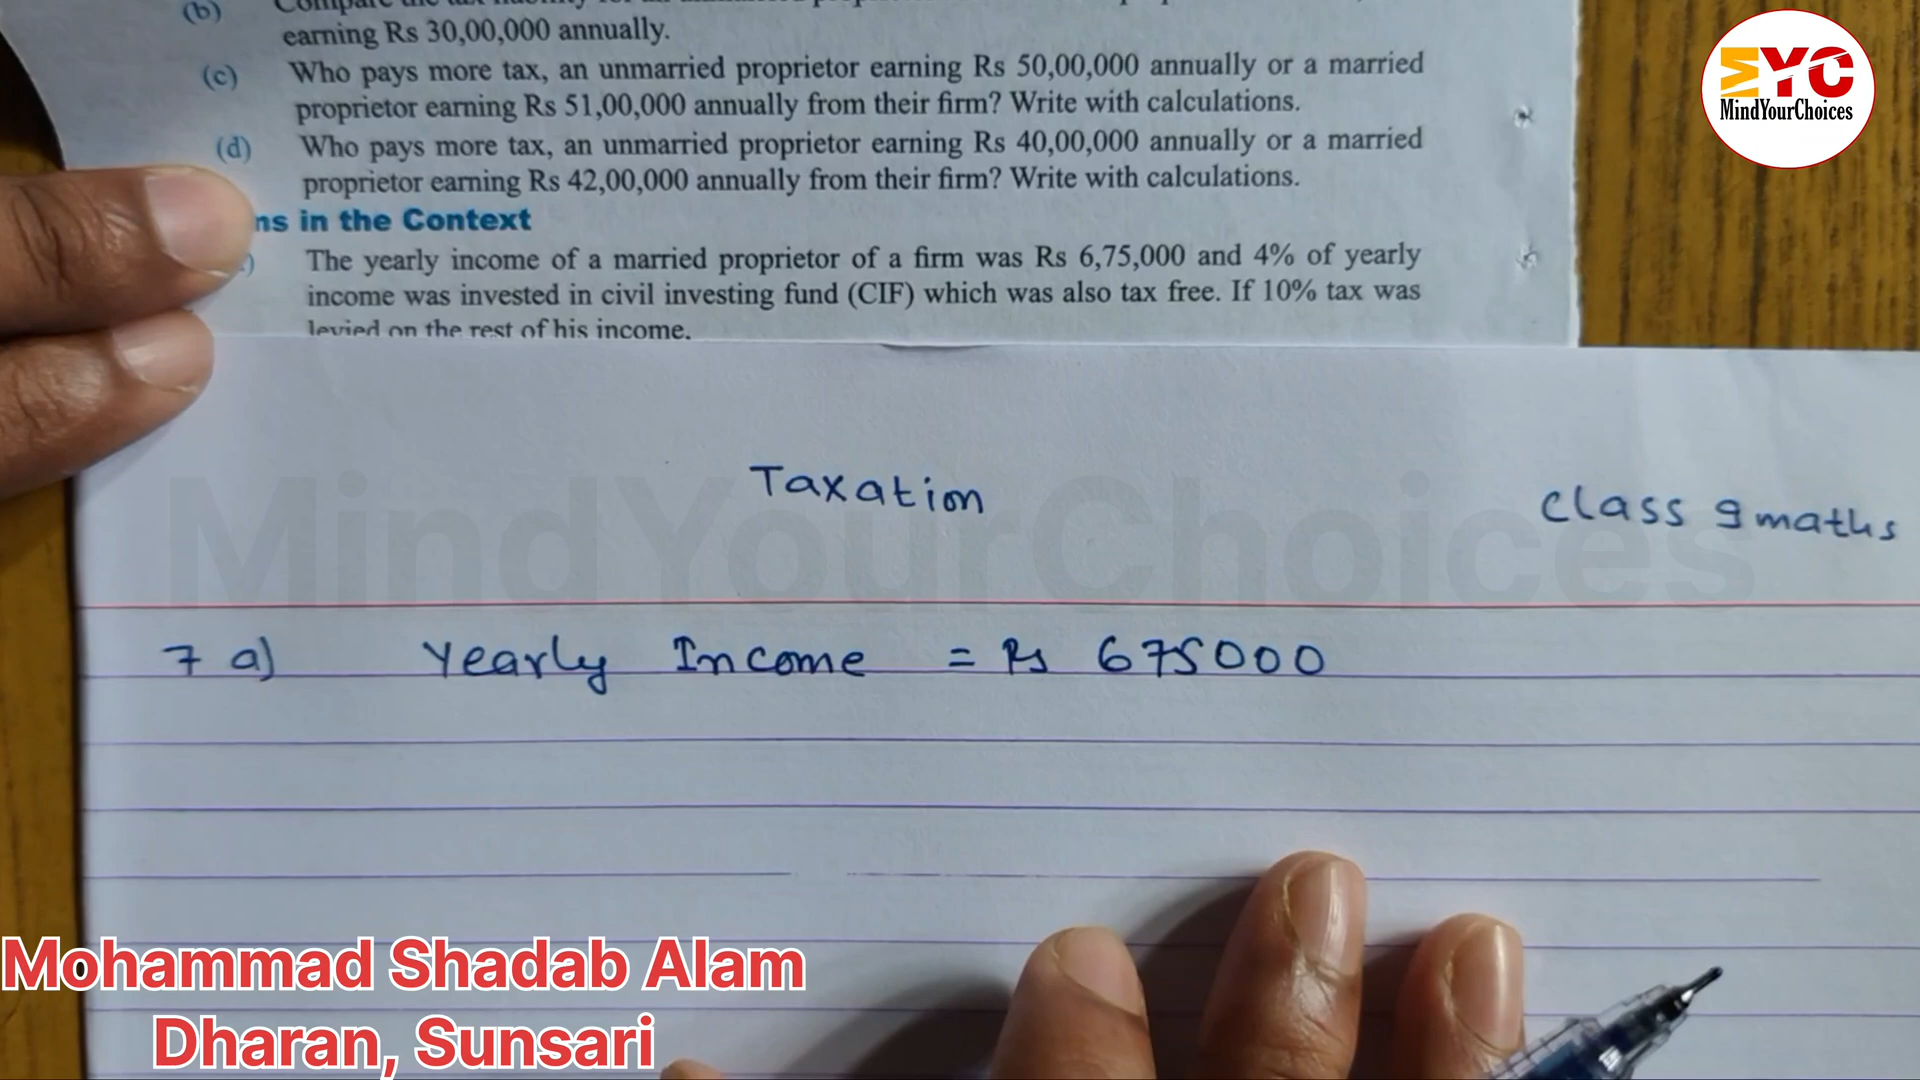 (b)
earning Rs 30,00,000 annually.
(c) Who pays more tax, an unmarried proprietor earning Rs 50,00,000 annually or a married
proprietor earning Rs 51,00,000 annually from their firm? Write with calculations.
(d) Who pays more tax, an unmarried proprietor earning Rs 40,00,000 annually or a married
proprietor earning Rs 42,00,000 annually from their firm? Write with calculations.
ns in the Context
) The yearly income of a married proprietor of a firm was Rs 6,75,000 and 4% of yearly
income was invested in civil investing fund (CIF) which was also tax free. If 10% tax was
levied on the rest of his income.
MYC
MindYourChoices
Taxation
Class 9 maths
MindYourChoices
7 a) Yearly Income = Rs 675000
Mohammad Shadab Alam
Dharan, Sunsari